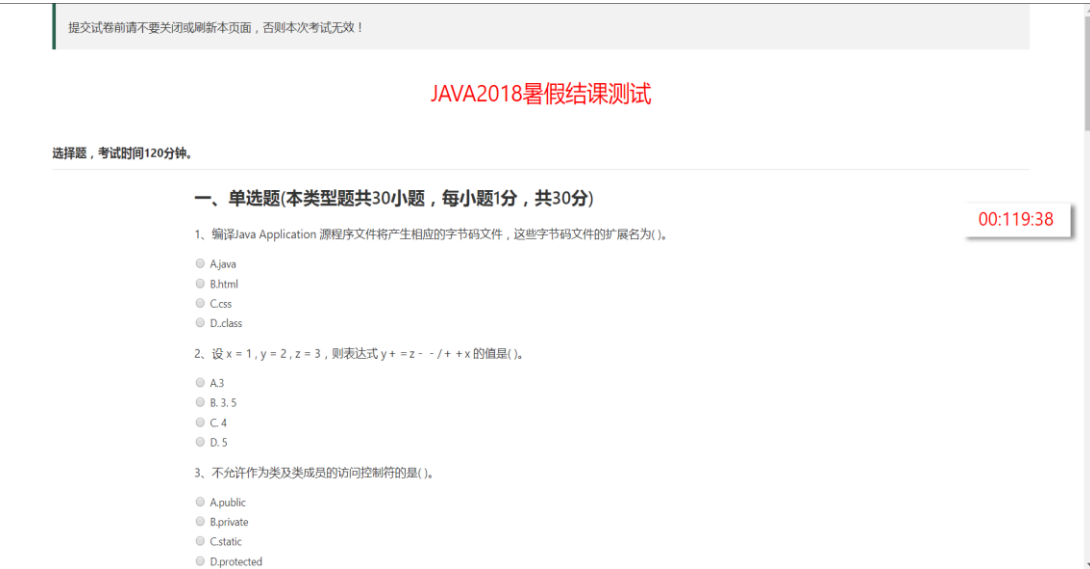 提交试卷前请不要关闭或刷新本页面，否则本次考试无效！
JAVA2018暑假结课测试
选择题，考试时间120分钟。
一、单选题(本类型题共30小题，每小题1分，共30分)
00:119:38
1、编译Java Application 源程序文件将产生相应的字节码文件，这些字节码文件的扩展名为( )。
A.java
B.html
C.css
D..class
2、设 x = 1 , y = 2 , z = 3，则表达式 y + = z - - / + + x 的值是( )。
A.3
B. 3. 5
C. 4
D. 5
3、不允许作为类及类成员的访问控制符的是( )。
A.public
B.private
C.static
D.protected